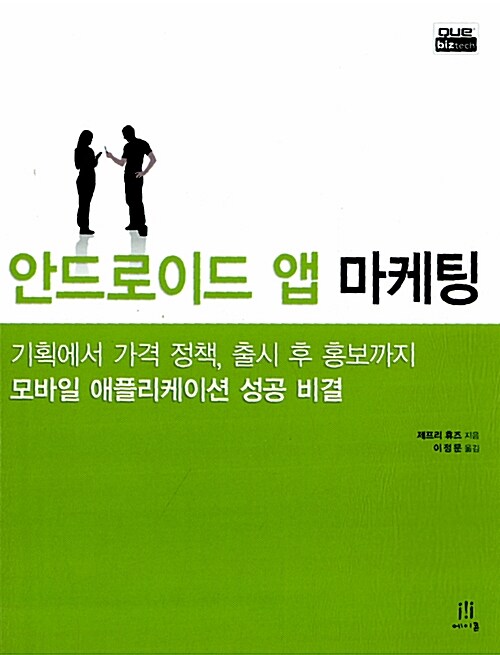 que
biztech
안드로이드 앱 마케팅
기획에서 가격 정책, 출시 후 홍보까지
모바일 애플리케이션 성공 비결
제프리 휴즈 지음
이정문 옮김
에이콘